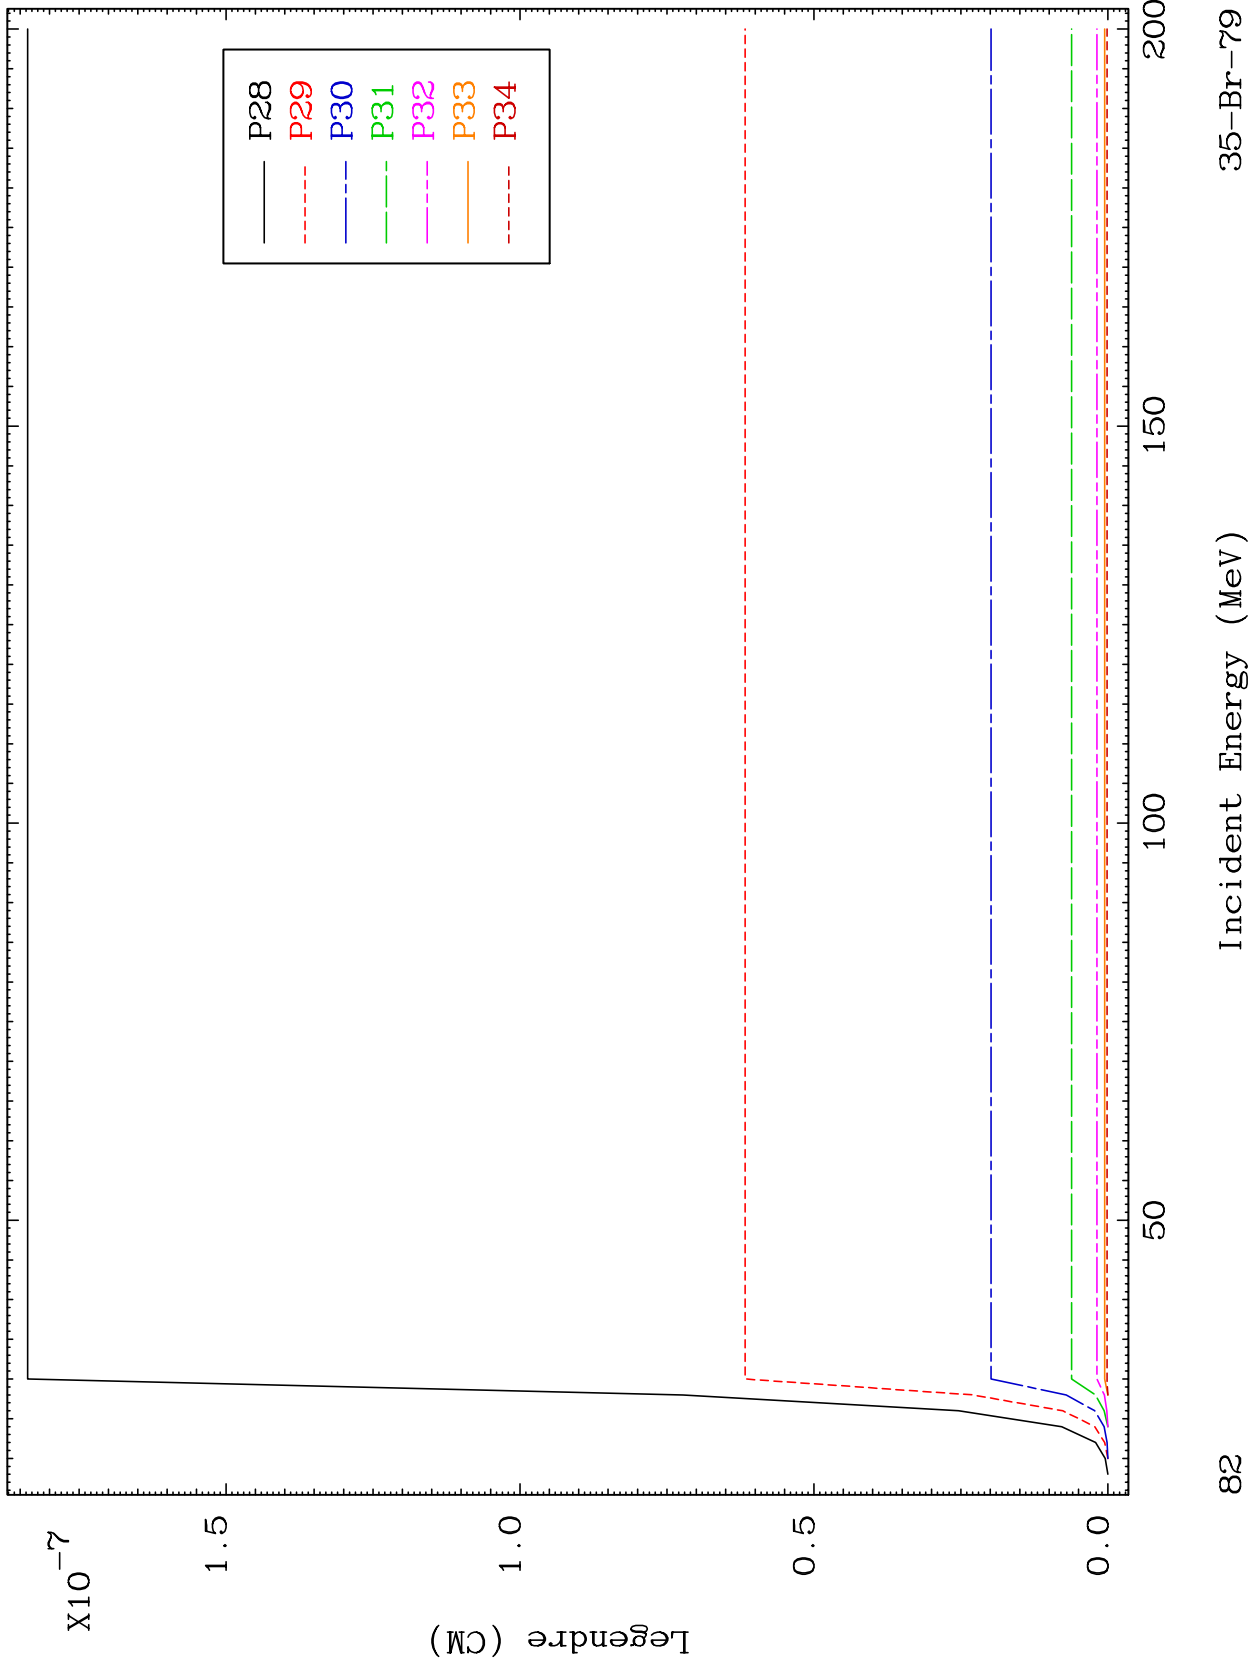 X10⁻⁷
Legendre (CM)
1.5
1.0
0.5
0.0
P28
P29
P30
P31
P32
P33
P34
50
100
150
200
82
Incident Energy (MeV)
35-Br-79